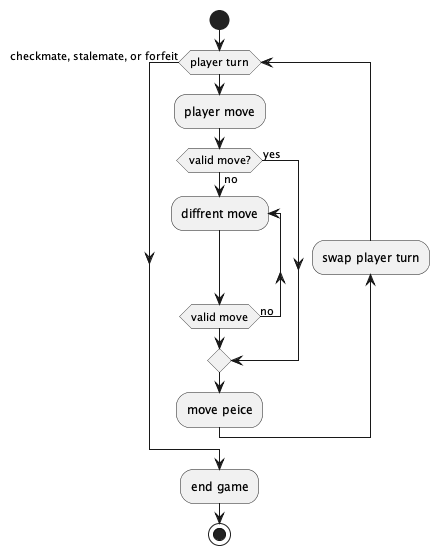 checkmate, stalemate, or forfeit
player turn
player move
valid move?
yes
no
diffrent move
swap player turn
valid move
no
move peice
end game